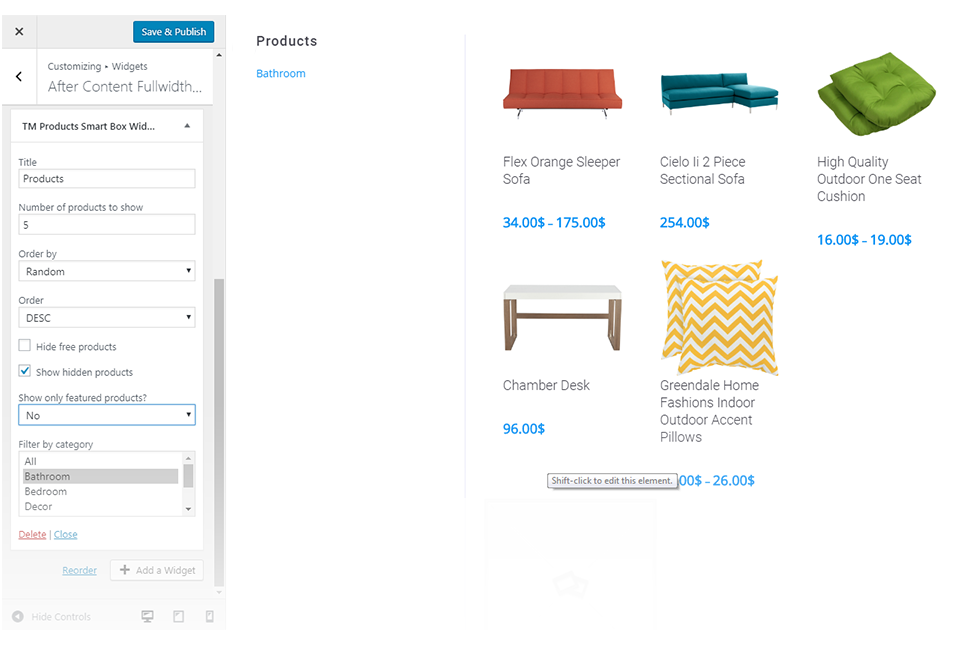 Save & Publish
Customizing • Widgets
After Content Fullwidth...
TM Products Smart Box Wid...
Title
Products
Number of products to show
5
Order by
Random
Order
DESC
Hide free products
Show hidden products
Show only featured products?
No
Filter by category
All
Bathroom
Bedroom
Decor
Delete | Close
Reorder
Add a Widget
Hide Controls
Products
Bathroom
Flex Orange Sleeper
Sofa
34.00$ – 175.00$
Cielo Ii 2 Piece
Sectional Sofa
254.00$
High Quality
Outdoor One Seat
Cushion
16.00$ – 19.00$
Chamber Desk
96.00$
Greendale Home
Fashions Indoor
Outdoor Accent
Pillows
Shift-click to edit this element.
00$ – 26.00$